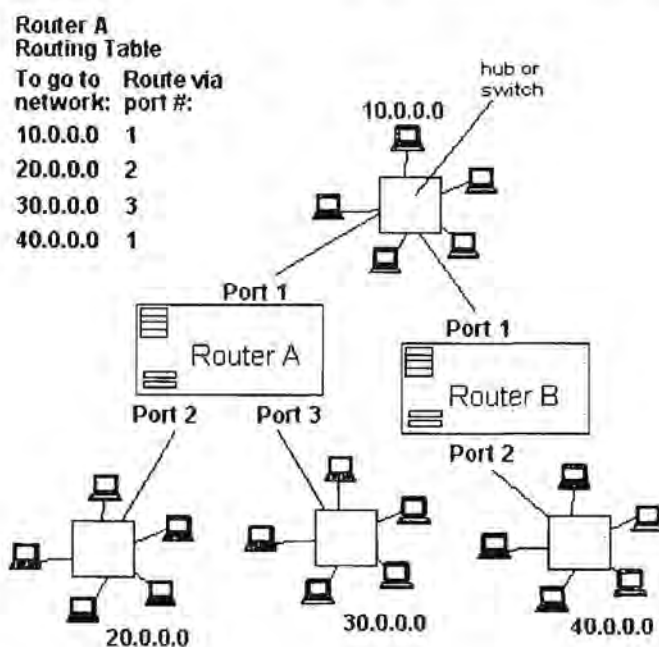 Router A
Routing Table
To go to Route via
network: port #:
10.0.0.0 1
20.0.0.0 2
30.0.0.0 3
40.0.0.0 1
hub or
switch
10.0.0.0
Port 1
Router A
Port 1
Router B
Port 2
Port 3
Port 2
20.0.0.0
30.0.0.0
40.0.0.0